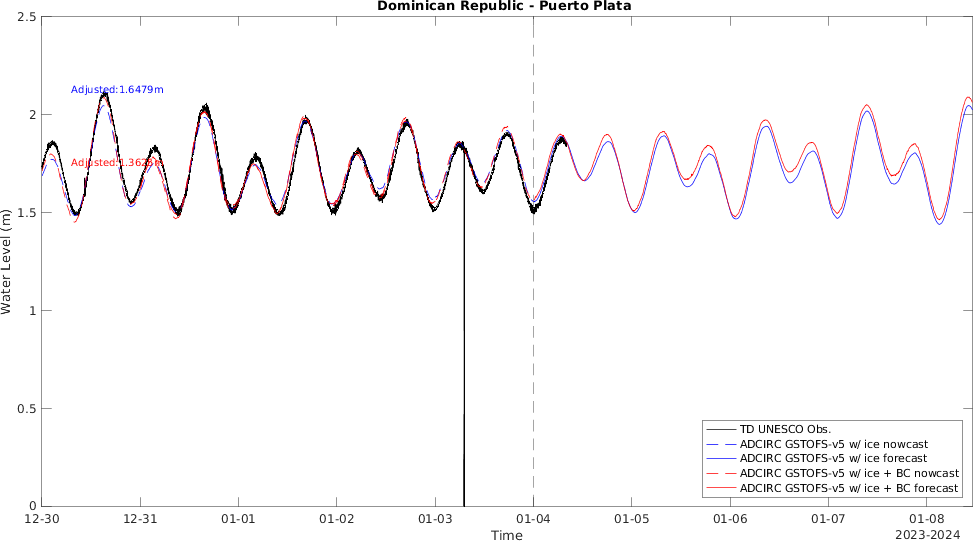 Dominican Republic - Puerto Plata
2.5
2
1.5
1
0.5
0
Water Level (m)
Adjusted:1.6479m
Adjusted:1.3625m
TD UNESCO Obs.
ADCIRC GSTOFS-v5 w/ ice nowcast
ADCIRC GSTOFS-v5 w/ ice forecast
ADCIRC GSTOFS-v5 w/ ice + BC nowcast
ADCIRC GSTOFS-v5 w/ ice + BC forecast
12-30 12-31 01-01 01-02 01-03 01-04 01-05 01-06 01-07 01-08
Time
2023-2024